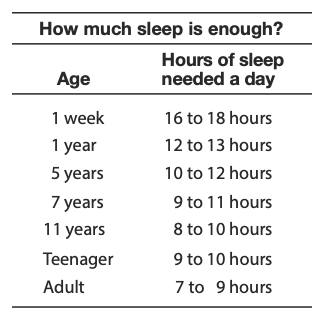 How much sleep is enough?
Hours of sleep
Age needed a day
1 week 16 to 18 hours
1 year 12 to 13 hours
5 years 10 to 12 hours
7 years 9 to 11 hours
11 years 8 to 10 hours
Teenager 9 to 10 hours
Adult 7 to 9 hours